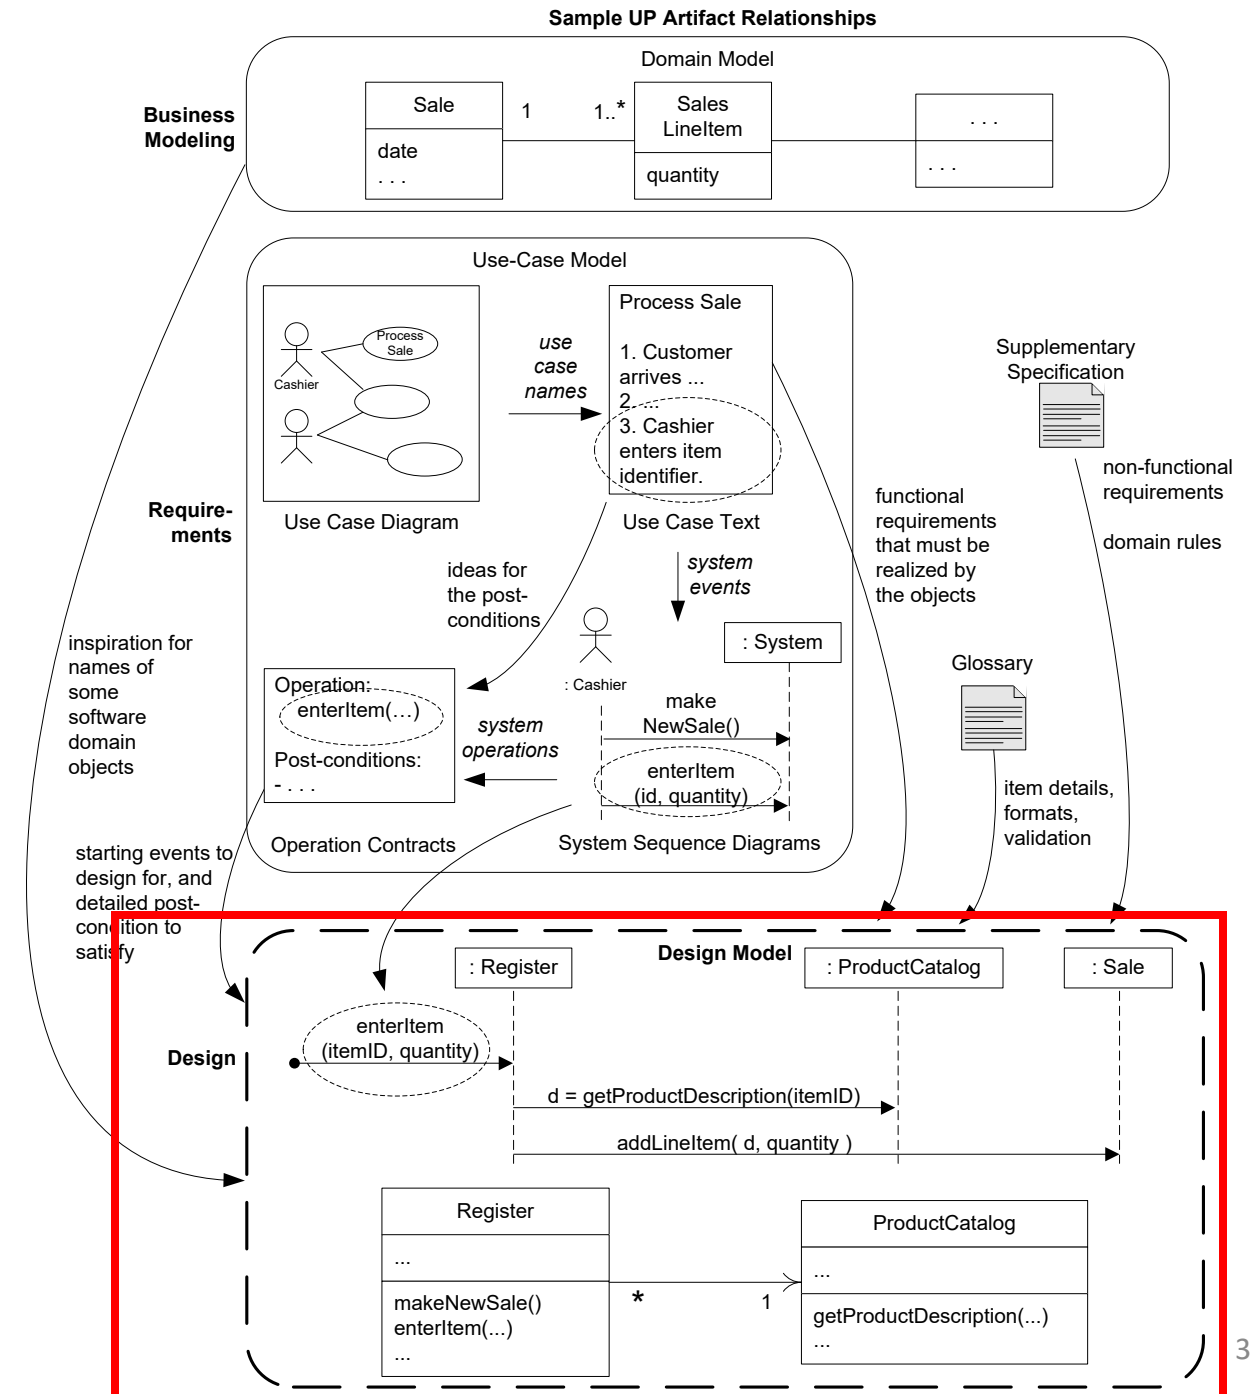 Sample UP Artifact Relationships
Domain Model
Business
Modeling
Sale
date
. . .
1
1..*
Sales
LineItem
quantity
. . .
. . .
Use-Case Model
Require-
ments
Cashier
Process
Sale
Use Case Diagram
use
case
names
Process Sale
1. Customer
arrives ...
2. ...
3. Cashier
enters item
identifier.
Use Case Text
Supplementary
Specification
non-functional
requirements
domain rules
functional
requirements
that must be
realized by
the objects
ideas for
the post-
conditions
system
events
inspiration for
names of
some
software
domain
objects
Operation:
enterItem(…)
Post-conditions:
- . . .
Operation Contracts
system
operations
: Cashier
: System
make
NewSale()
enterItem
(id, quantity)
System Sequence Diagrams
Glossary
item details,
formats,
validation
starting events to
design for, and
detailed post-
condition to
satisfy
Design Model
Design
: Register
: ProductCatalog
: Sale
enterItem
(itemID, quantity)
d = getProductDescription(itemID)
addLineItem( d, quantity )
Register
...
makeNewSale()
enterItem(...)
...
*
1
ProductCatalog
...
getProductDescription(...)
...
3